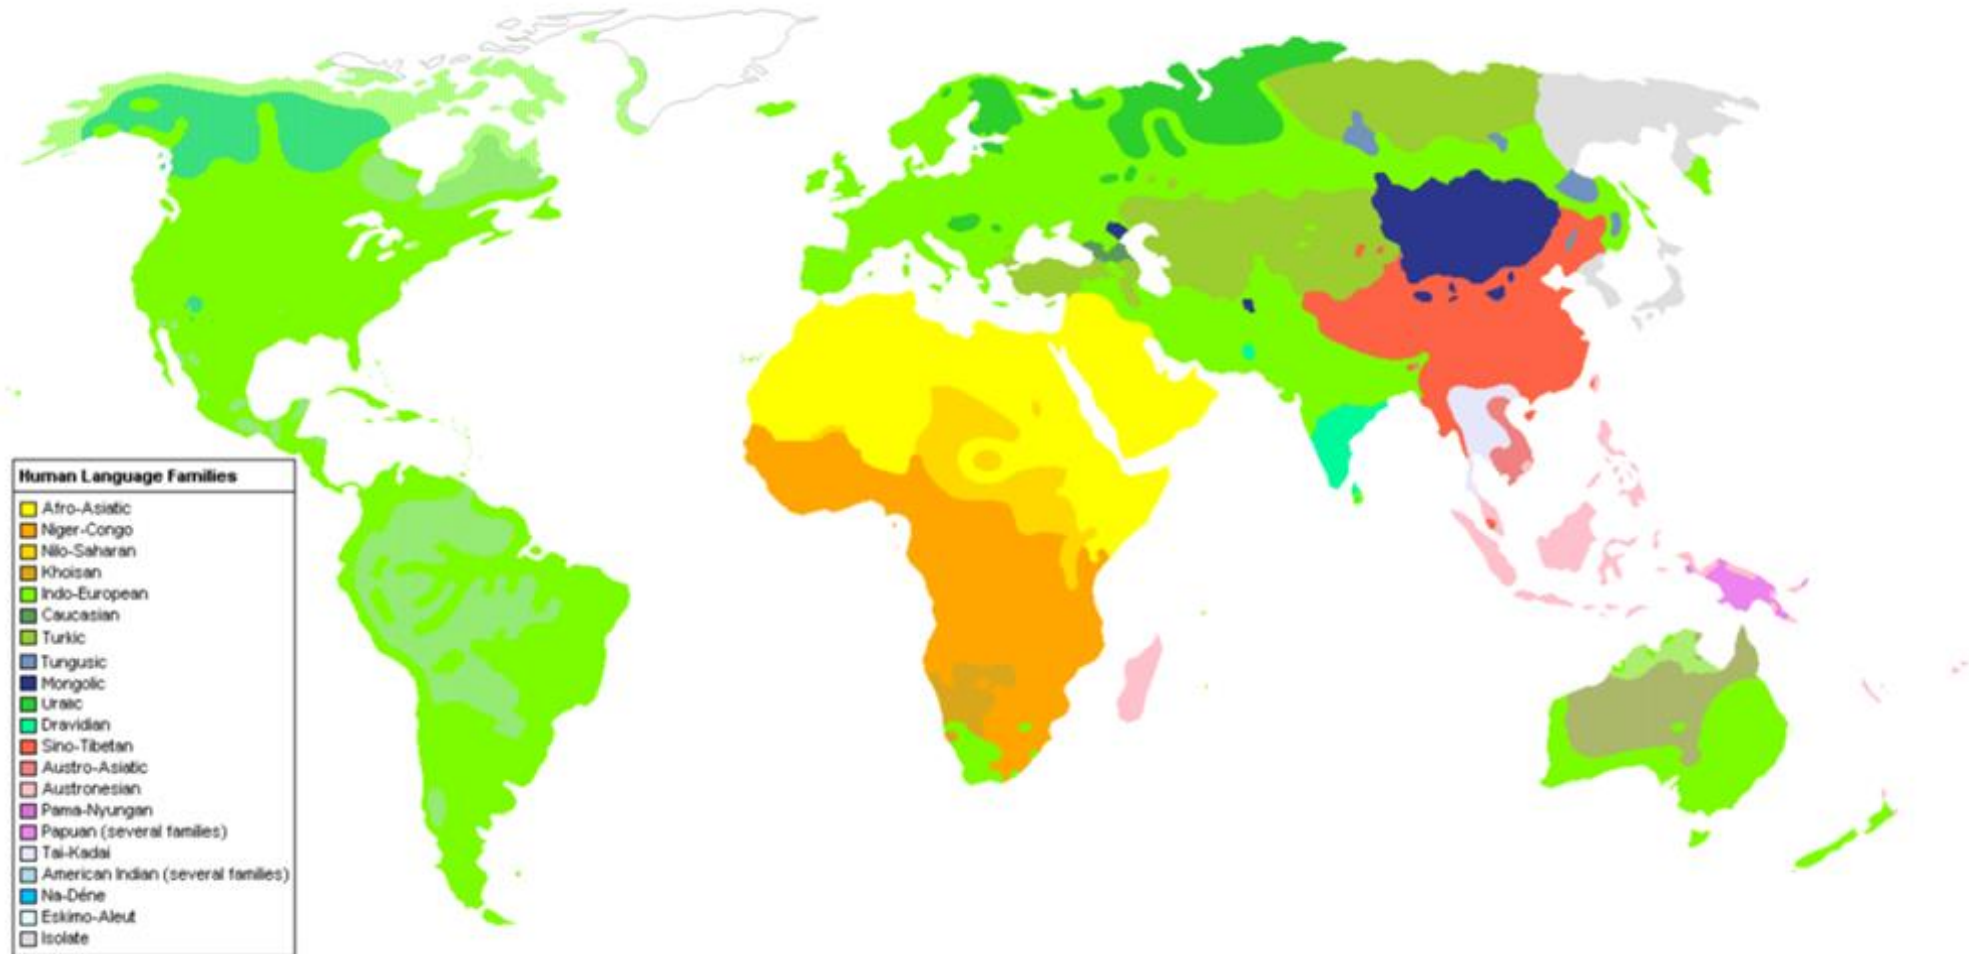 Human Language Families
Afro-Asiatic
Niger-Congo
Nilo-Saharan
Khoisan
Indo-European
Caucasian
Turkic
Tungusic
Mongolic
Uralic
Dravidian
Sino-Tibetan
Austro-Asiatic
Austronesian
Pama-Nyungan
Papuan (several families)
Tai-Kadai
American Indian (several families)
Na-Déne
Eskimo-Aleut
Isolate